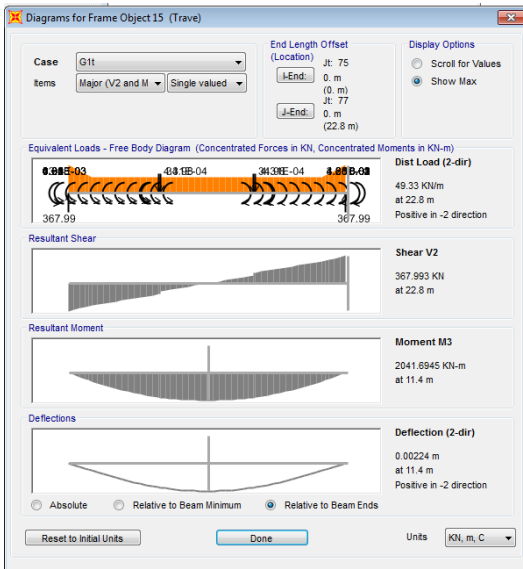 Diagrams for Frame Object 15 (Trave)
Case
G1t
Items
Major (V2 and M
Single valued
End Length Offset
(Location)
I-End:
Jt: 75
0. m
(0. m)
J-End:
Jt: 77
0. m
(22.8 m)
Display Options
Scroll for Values
Show Max
Equivalent Loads - Free Body Diagram (Concentrated Forces in KN, Concentrated Moments in KN-m)
367.99
367.99
Dist Load (2-dir)
49.33 KN/m
at 22.8 m
Positive in -2 direction
Resultant Shear
Shear V2
367.993 KN
at 22.8 m
Resultant Moment
Moment M3
2041.6945 KN-m
at 11.4 m
Deflections
Deflection (2-dir)
0.00224 m
at 11.4 m
Positive in -2 direction
Absolute
Relative to Beam Minimum
Relative to Beam Ends
Reset to Initial Units
Done
Units
KN, m, C